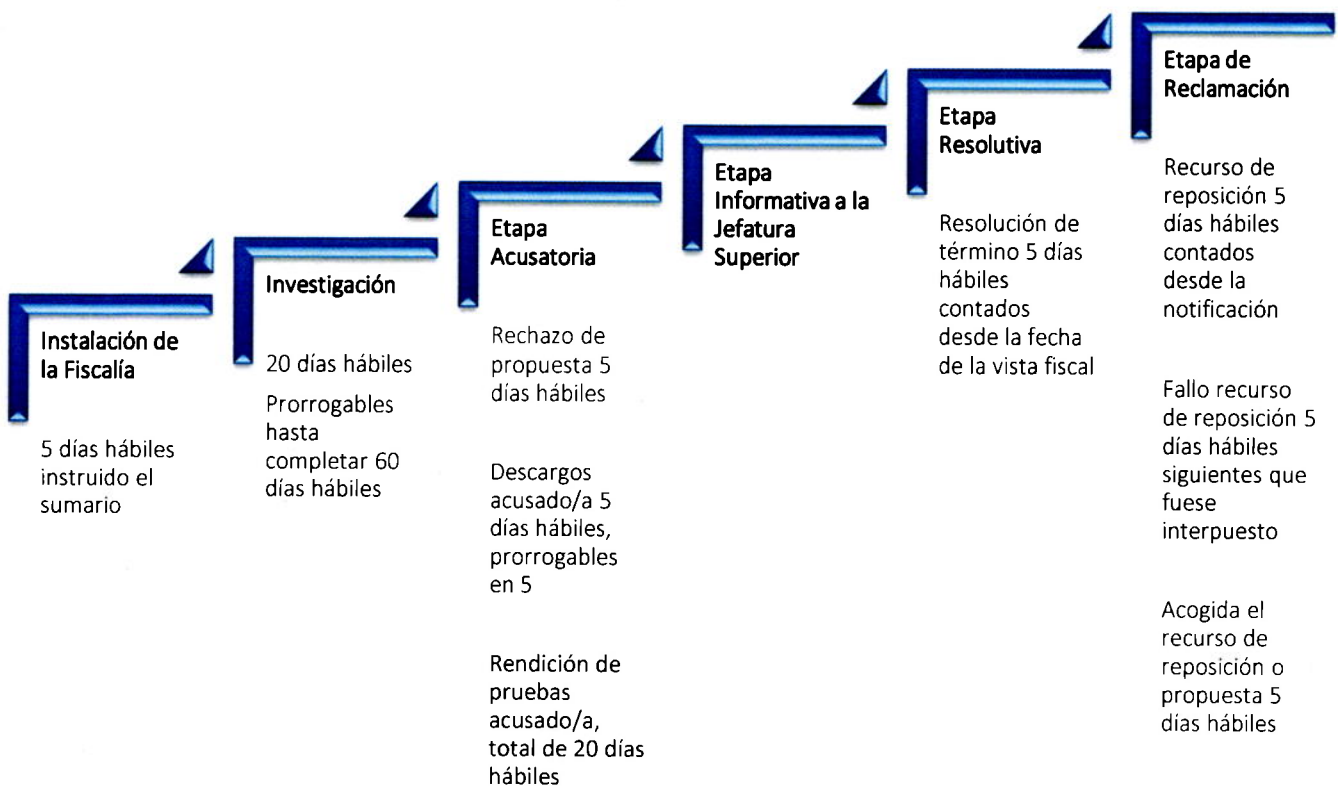 Instalación de
la Fiscalía
5 días hábiles
instruido el
sumario
Investigación
20 días hábiles
Prorrogables
hasta
completar 60
días hábiles
Etapa
Acusatoria
Rechazo de
propuesta 5
días hábiles
Descargos
acusado/a 5
días hábiles,
prorrogables
en 5
Rendición de
pruebas
acusado/a,
total de 20 días
hábiles
Etapa
Informativa a la
Jefatura
Superior
Etapa
Resolutiva
Resolución de
término 5 días
hábiles
contados
desde la fecha
de la vista fiscal
Etapa de
Reclamación
Recurso de
reposición 5
días hábiles
contados
desde la
notificación
Fallo recurso
de reposición 5
días hábiles
siguientes que
fuese
interpuesto
Acogida el
recurso de
reposición o
propuesta 5
días hábiles